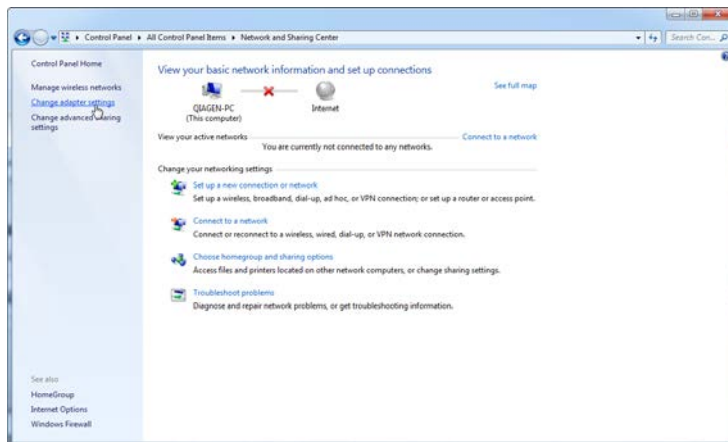 Control Panel ▸ All Control Panel Items ▸ Network and Sharing Center
Search Con...
Control Panel Home
Manage wireless networks
Change adapter settings
Change advanced sharing
settings
See also
HomeGroup
Internet Options
Windows Firewall
View your basic network information and set up connections
See full map
QIAGEN-PC
(This computer)
Internet
View your active networks
Connect to a network
You are currently not connected to any networks.
Change your networking settings
Set up a new connection or network
Set up a wireless, broadband, dial-up, ad hoc, or VPN connection; or set up a router or access point.
Connect to a network
Connect or reconnect to a wireless, wired, dial-up, or VPN network connection.
Choose homegroup and sharing options
Access files and printers located on other network computers, or change sharing settings.
Troubleshoot problems
Diagnose and repair network problems, or get troubleshooting information.